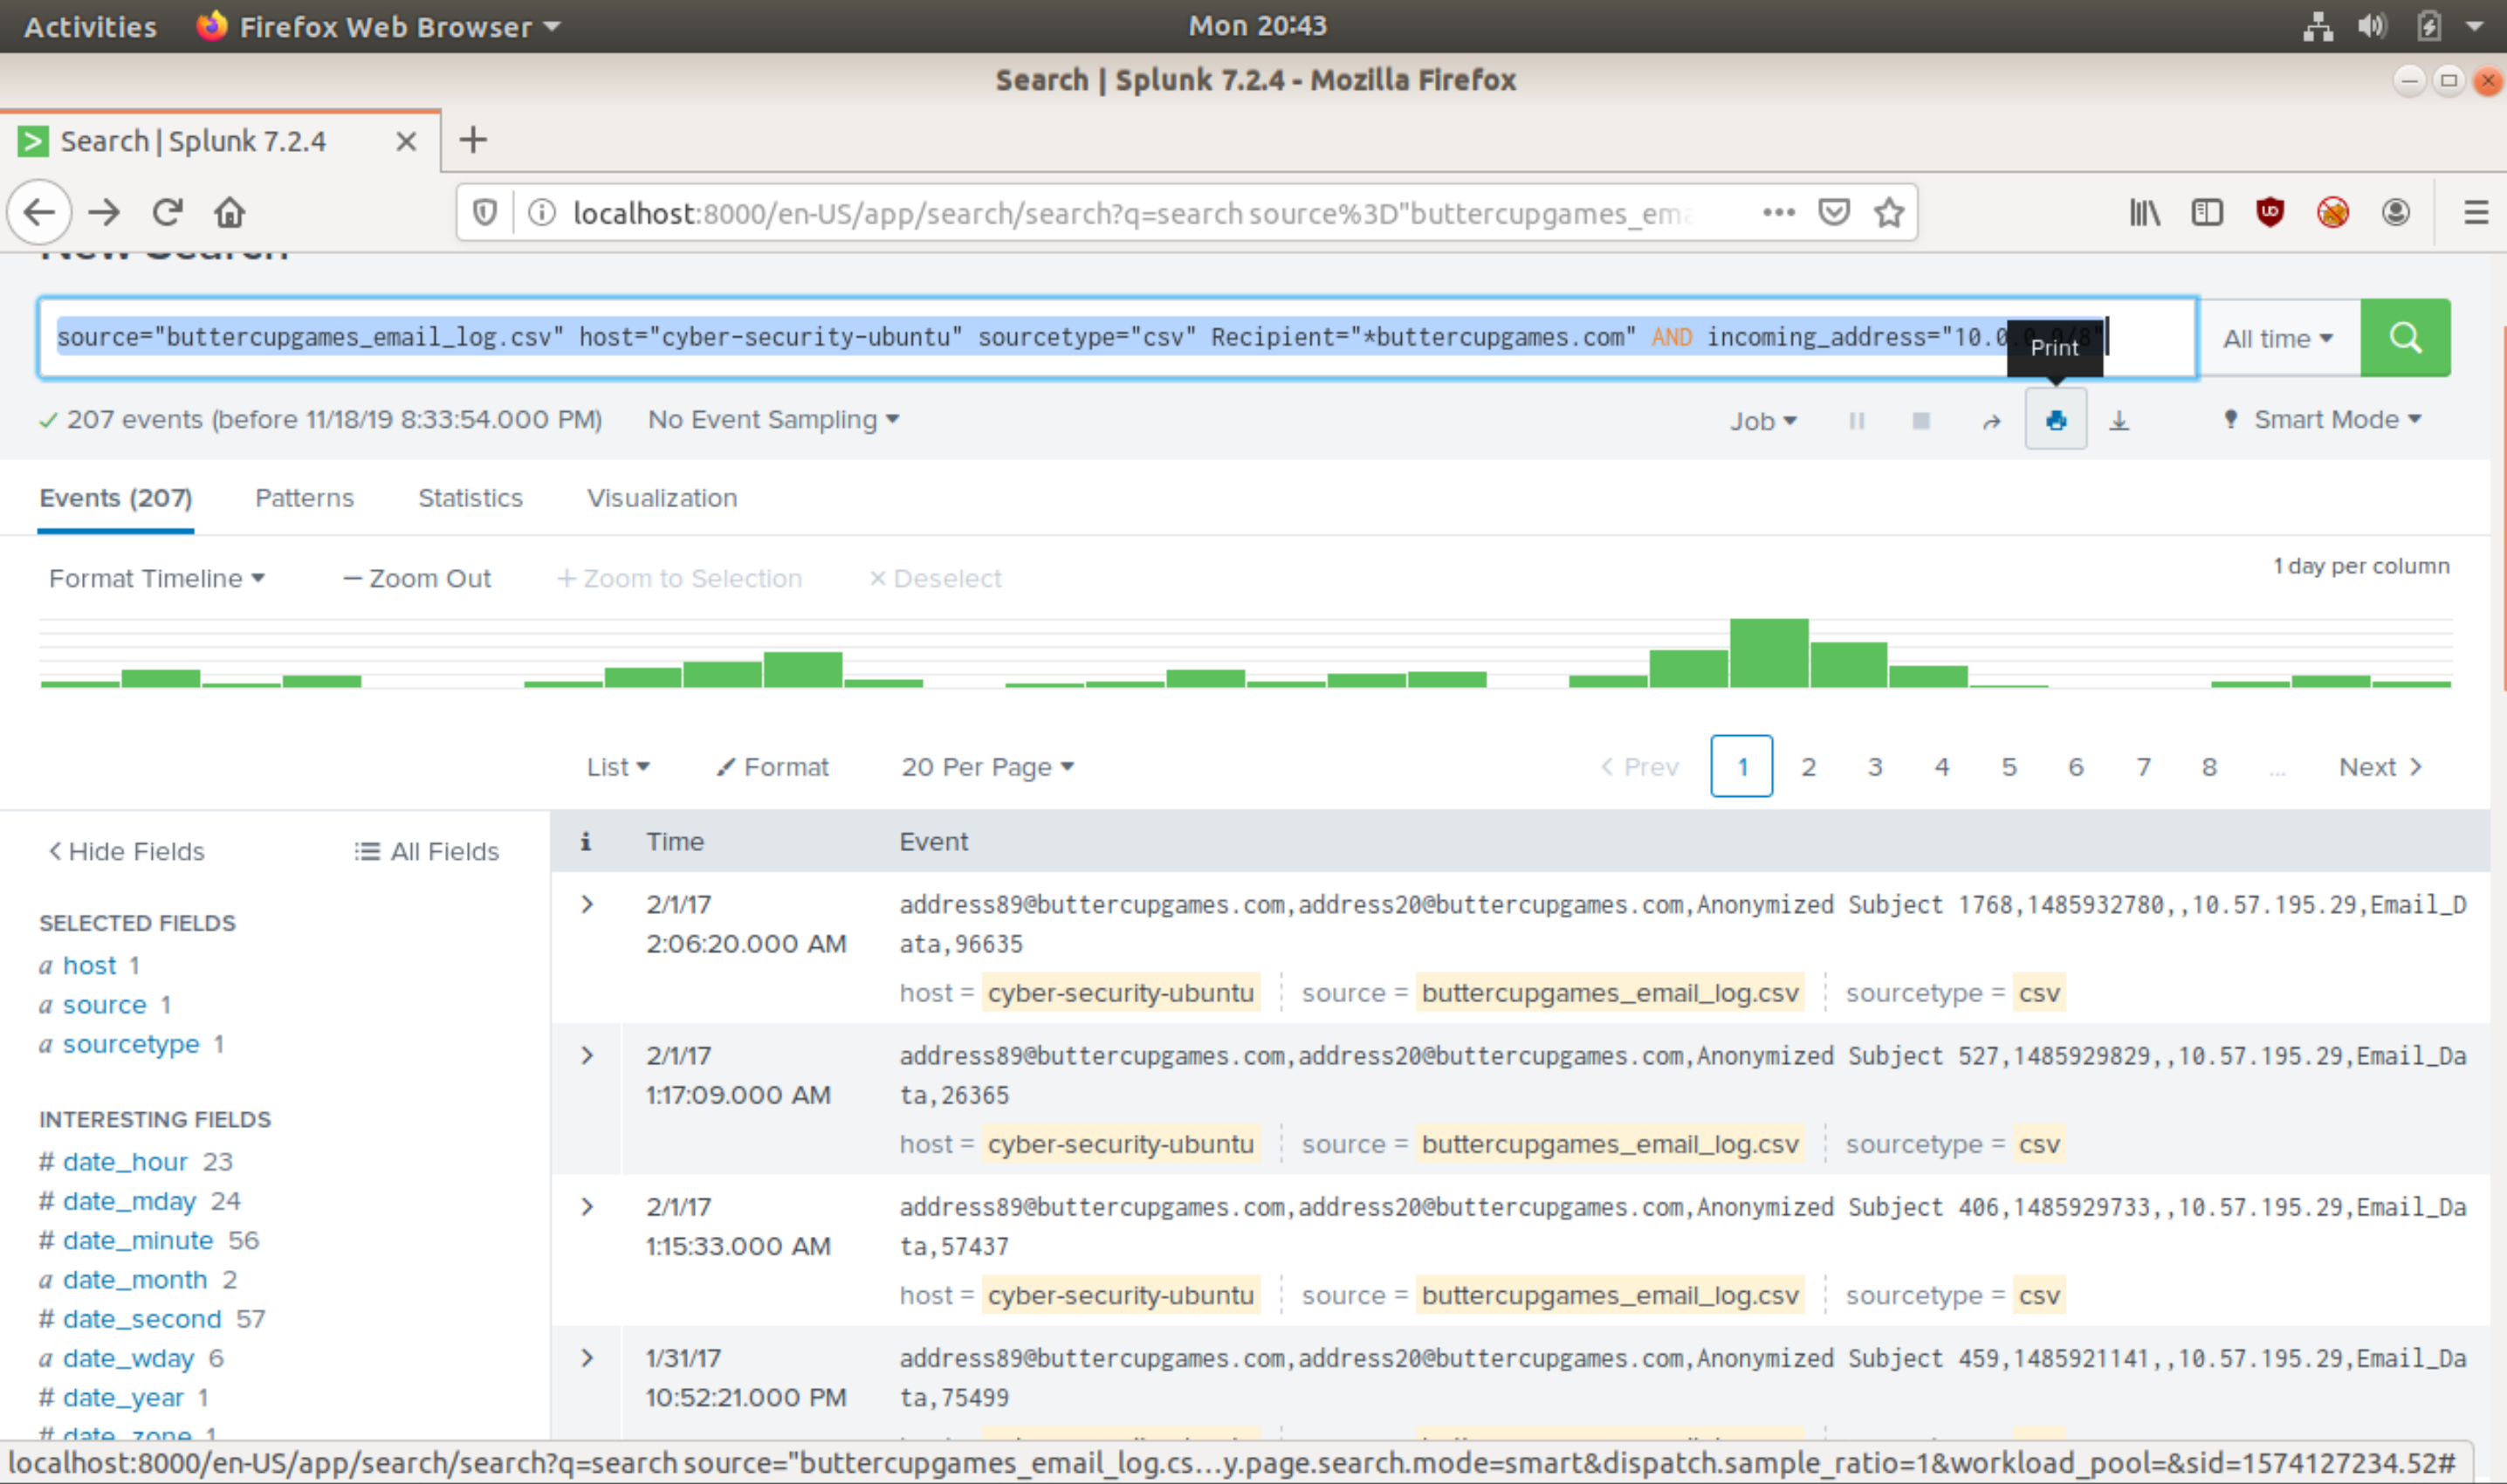 Activities Firefox Web Browser Mon 20:43
Search | Splunk 7.2.4 - Mozilla Firefox
Search | Splunk 7.2.4
localhost:8000/en-US/app/search/search?q=search source%3D"buttercupgames_ema
New Search
source="buttercupgames_email_log.csv" host="cyber-security-ubuntu" sourcetype="csv" Recipient="*buttercupgames.com" AND incoming_address="10.0.0.0/8" All time
Print
207 events (before 11/18/19 8:33:54.000 PM) No Event Sampling Job Smart Mode
Events (207) Patterns Statistics Visualization
Format Timeline — Zoom Out + Zoom to Selection × Deselect 1 day per column
List Format 20 Per Page < Prev 1 2 3 4 5 6 7 8 ... Next >
< Hide Fields All Fields i Time Event
SELECTED FIELDS
a host 1
a source 1
a sourcetype 1
INTERESTING FIELDS
# date_hour 23
# date_mday 24
# date_minute 56
a date_month 2
# date_second 57
a date_wday 6
# date_year 1
# date_zone 1
> 2/1/17 address89@buttercupgames.com,address20@buttercupgames.com,Anonymized Subject 1768,1485932780,,10.57.195.29,Email_D
2:06:20.000 AM ata,96635
host = cyber-security-ubuntu source = buttercupgames_email_log.csv sourcetype = csv
> 2/1/17 address89@buttercupgames.com,address20@buttercupgames.com,Anonymized Subject 527,1485929829,,10.57.195.29,Email_Da
1:17:09.000 AM ta,26365
host = cyber-security-ubuntu source = buttercupgames_email_log.csv sourcetype = csv
> 2/1/17 address89@buttercupgames.com,address20@buttercupgames.com,Anonymized Subject 406,1485929733,,10.57.195.29,Email_Da
1:15:33.000 AM ta,57437
host = cyber-security-ubuntu source = buttercupgames_email_log.csv sourcetype = csv
> 1/31/17 address89@buttercupgames.com,address20@buttercupgames.com,Anonymized Subject 459,1485921141,,10.57.195.29,Email_Da
10:52:21.000 PM ta,75499
localhost:8000/en-US/app/search/search?q=search source="buttercupgames_email_log.cs…y.page.search.mode=smart&dispatch.sample_ratio=1&workload_pool=&sid=1574127234.52#